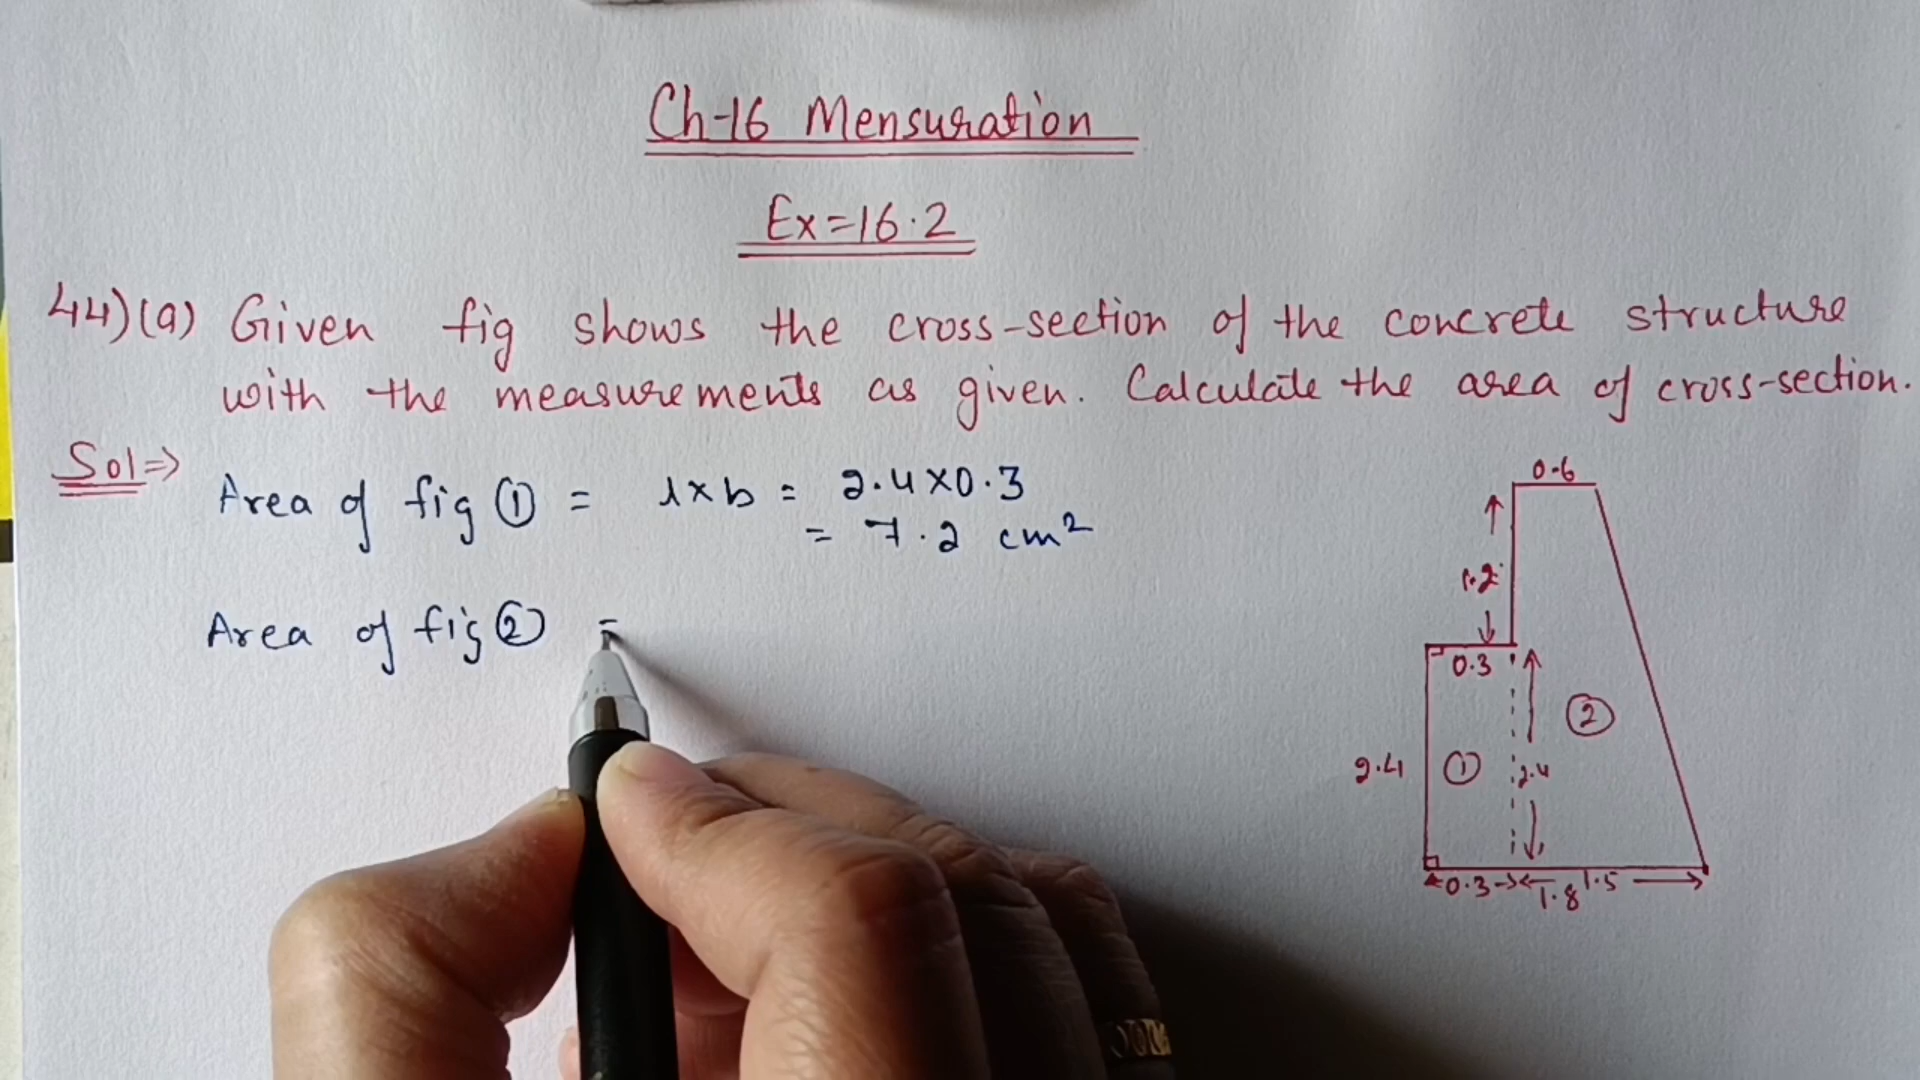 Ch-16 Mensuration
Ex=16.2
44)(a) Given fig shows the cross-section of the concrete structure
with the measurements as given. Calculate the area of cross-section.
Sol⇒ Area of fig ① = l×b = 2.4×0.3
= 7.2 cm²
Area of fig ② =
0.6
1.2
0.3
②
2.4 ① 2.4
0.3 1.5
1.8